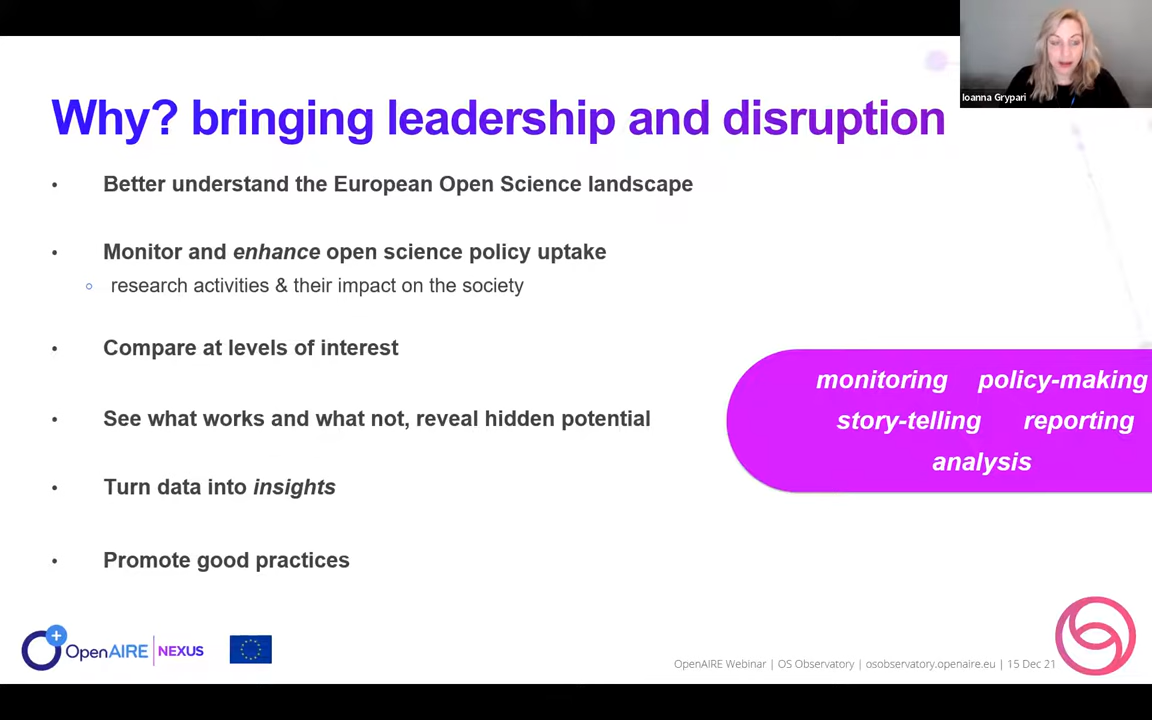 Ioanna Grypari
Why? bringing leadership and disruption
• Better understand the European Open Science landscape
• Monitor and enhance open science policy uptake
○ research activities & their impact on the society
• Compare at levels of interest
• See what works and what not, reveal hidden potential
• Turn data into insights
• Promote good practices
monitoring policy-making
story-telling reporting
analysis
OpenAIRE | NEXUS
OpenAIRE Webinar | OS Observatory | osobservatory.openaire.eu | 15 Dec 21